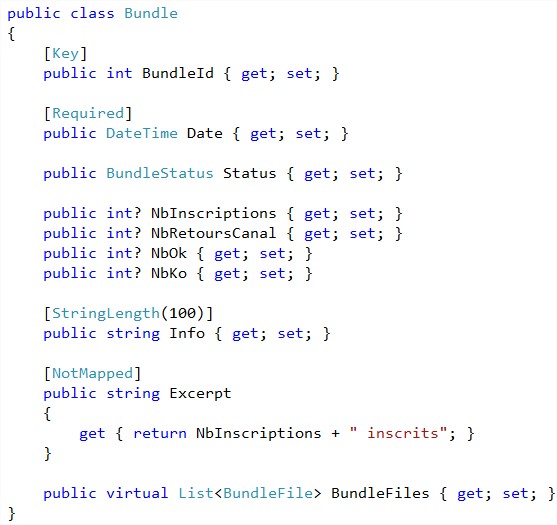 public class Bundle
{
    [Key]
    public int BundleId { get; set; }

    [Required]
    public DateTime Date { get; set; }

    public BundleStatus Status { get; set; }

    public int? NbInscriptions { get; set; }
    public int? NbRetoursCanal { get; set; }
    public int? NbOk { get; set; }
    public int? NbKo { get; set; }

    [StringLength(100)]
    public string Info { get; set; }

    [NotMapped]
    public string Excerpt
    {
        get { return NbInscriptions + " inscrits"; }
    }

    public virtual List<BundleFile> BundleFiles { get; set; }
}